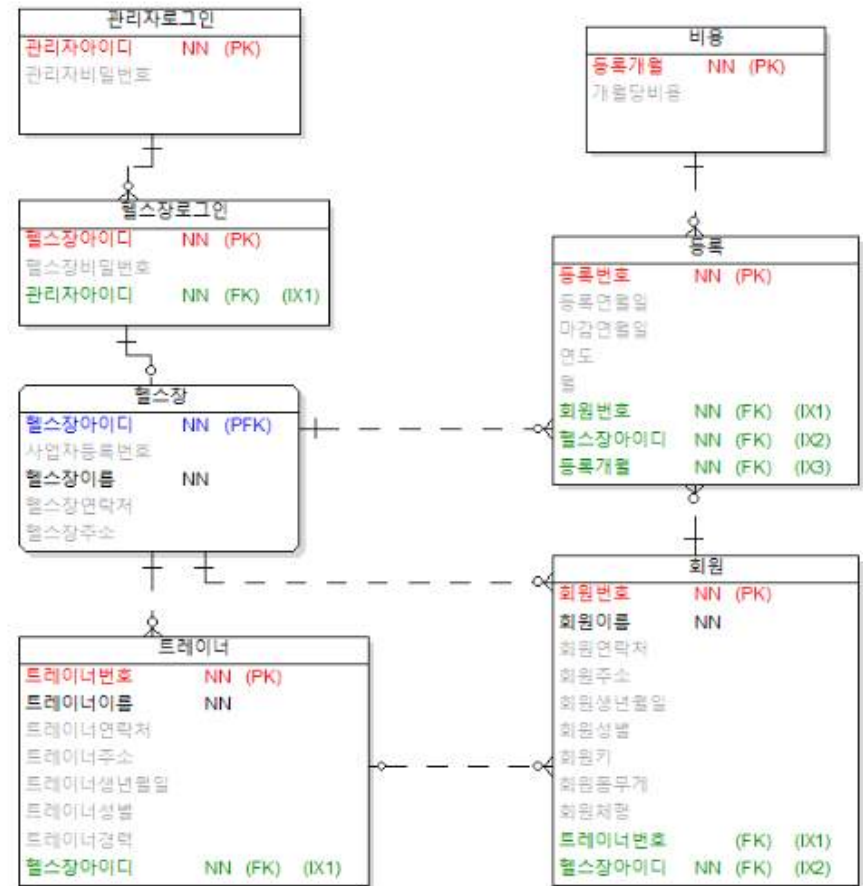 관리자로그인
관리자아이디 NN (PK)
관리자비밀번호
헬스장로그인
헬스장아이디 NN (PK)
헬스장비밀번호
관리자아이디 NN (FK) (IX1)
헬스장
헬스장아이디 NN (PFK)
사업자등록번호
헬스장이름 NN
헬스장연락처
헬스장주소
트레이너
트레이너번호 NN (PK)
트레이너이름 NN
트레이너연락처
트레이너주소
트레이너생년월일
트레이너성별
트레이너경력
헬스장아이디 NN (FK) (IX1)
비용
등록개월 NN (PK)
개월당비용
등록
등록번호 NN (PK)
등록연월일
마감연월일
연도
월
회원번호 NN (FK) (IX1)
헬스장아이디 NN (FK) (IX2)
등록개월 NN (FK) (IX3)
회원
회원번호 NN (PK)
회원이름 NN
회원연락처
회원주소
회원생년월일
회원성별
회원키
회원몸무게
회원체형
트레이너번호 (FK) (IX1)
헬스장아이디 NN (FK) (IX2)